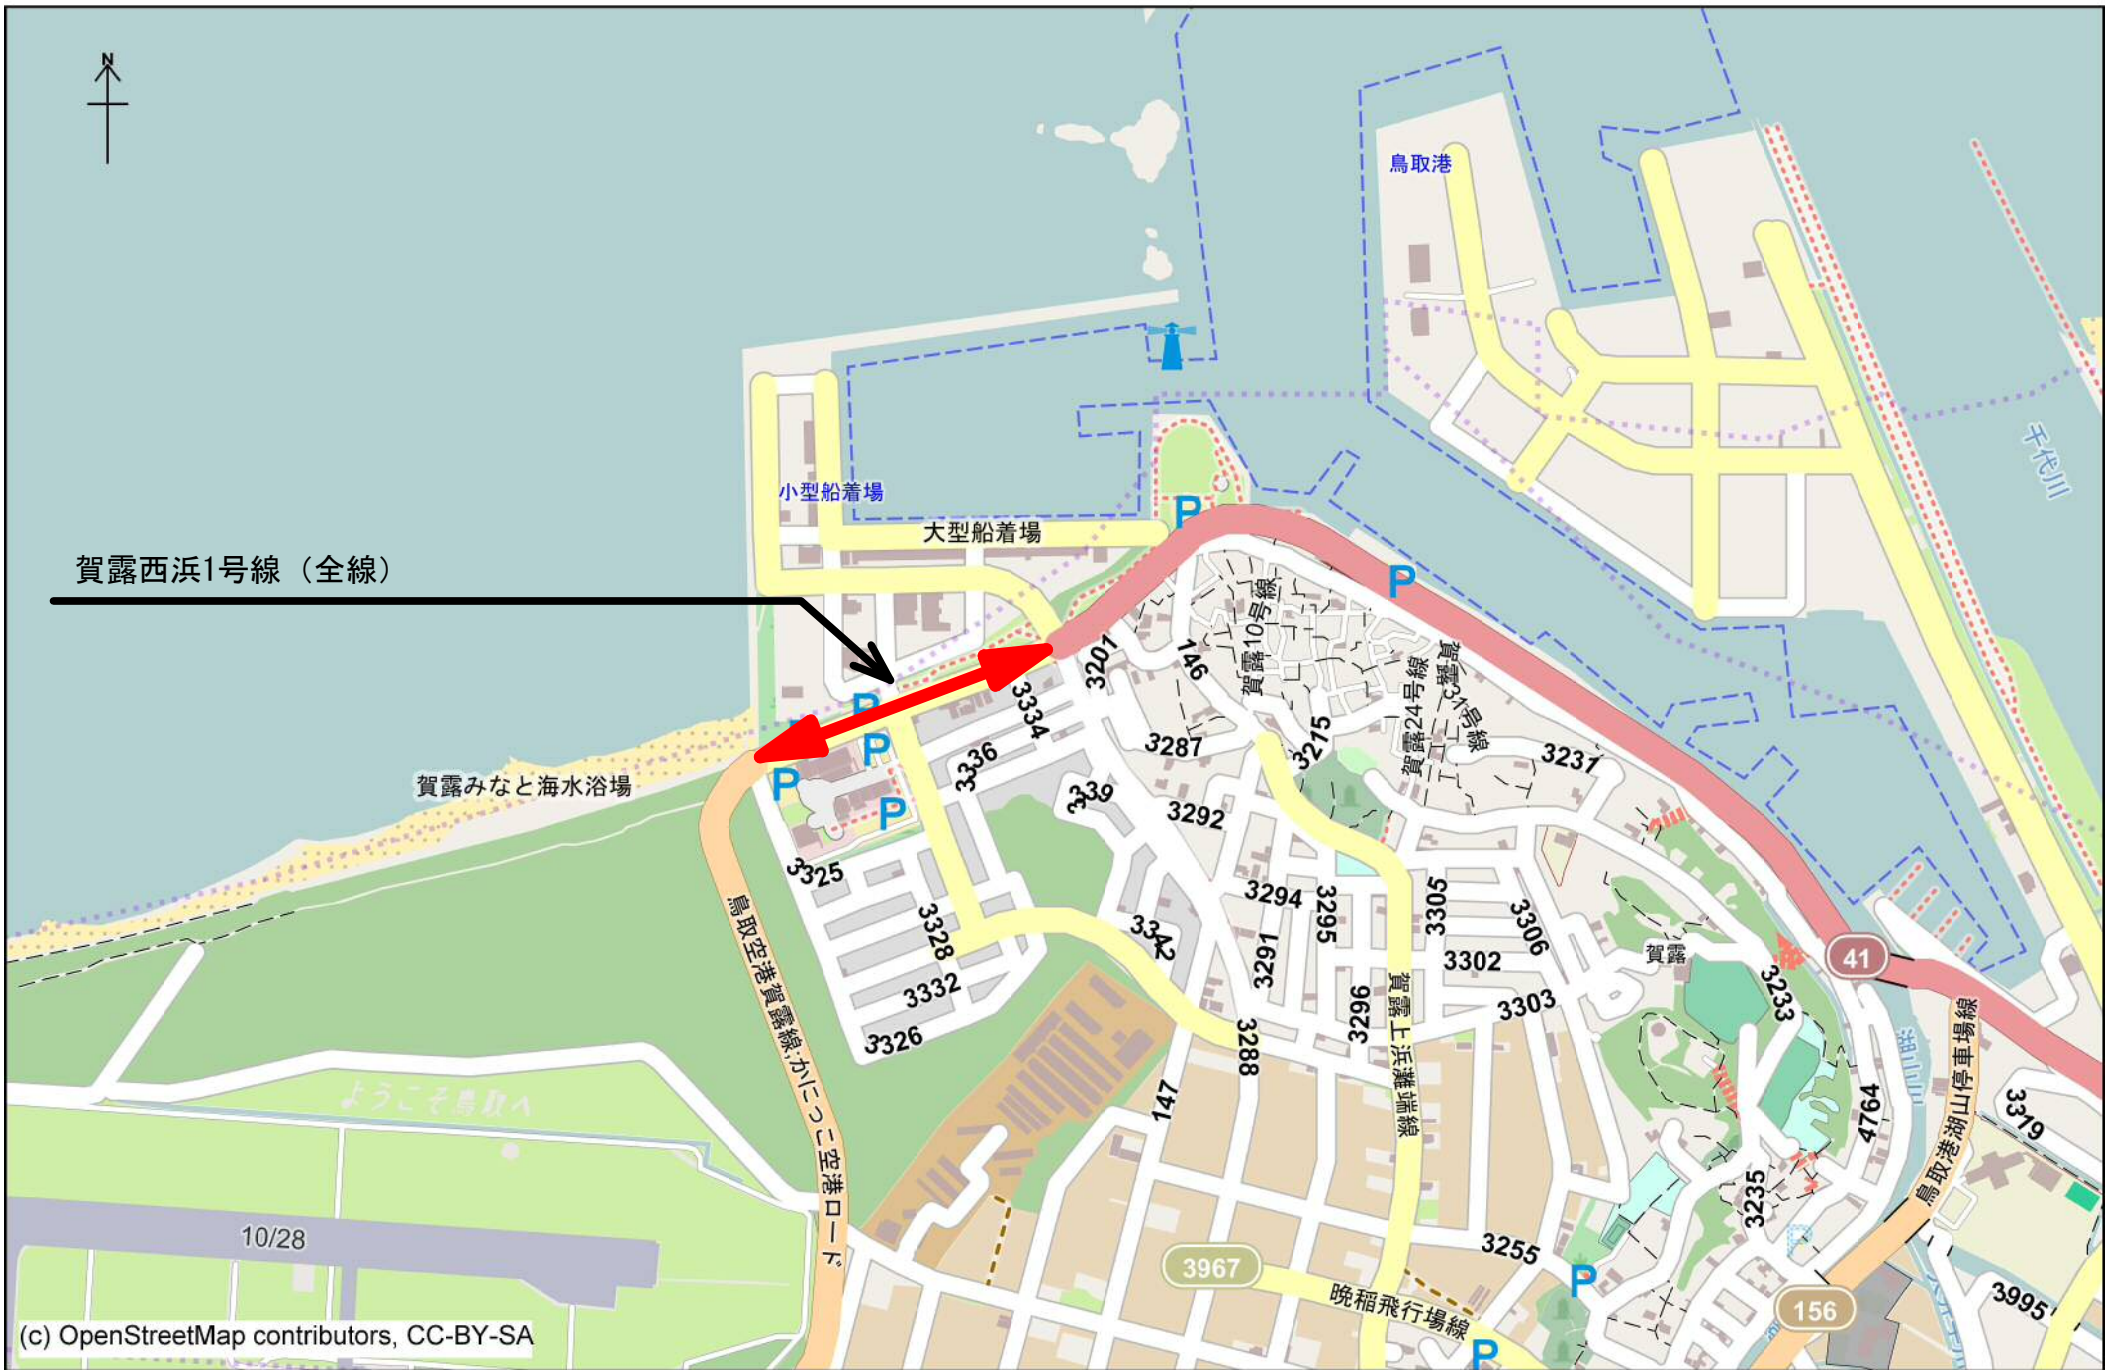 N
鳥取港
千代川
小型船着場
大型船着場
賀露西浜1号線（全線）
P
P
賀露10号線
賀露24号線
賀露31号線
3201
146
3334
3215
3287
3237
P
P
P
P
3336
3339
3292
賀露みなと海水浴場
3325
3294
3295
3305
3306
3328
3342
3291
3302
賀露
41
3332
3296
3303
3233
3326
3288
鳥取空港賀露線;かにっこ空港ロード
賀露上浜灘端線
湖山川
鳥取港湖山停車場線
ようこそ鳥取へ
147
4764
3319
3235
10/28
3255
P
P
3967
晩稲飛行場線
156
3995
P
(c) OpenStreetMap contributors, CC-BY-SA